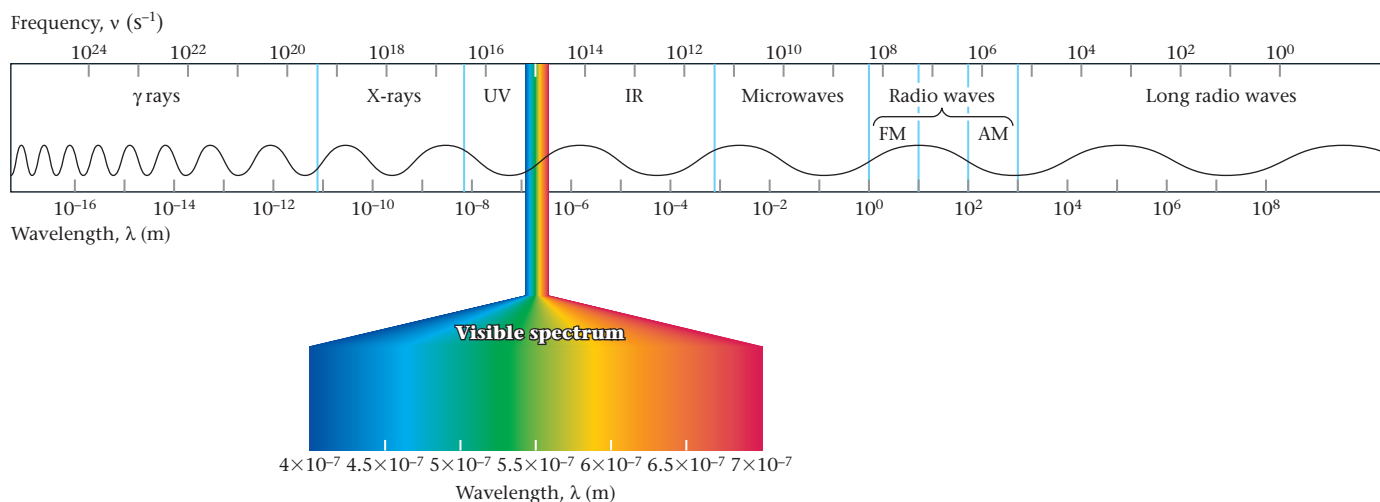 Frequency, ν (s⁻¹)
10²⁴ 10²² 10²⁰ 10¹⁸ 10¹⁶ 10¹⁴ 10¹² 10¹⁰ 10⁸ 10⁶ 10⁴ 10² 10⁰
γ rays X-rays UV IR Microwaves Radio waves Long radio waves
FM AM
10⁻¹⁶ 10⁻¹⁴ 10⁻¹² 10⁻¹⁰ 10⁻⁸ 10⁻⁶ 10⁻⁴ 10⁻² 10⁰ 10² 10⁴ 10⁶ 10⁸
Wavelength, λ (m)
Visible spectrum
4×10⁻⁷ 4.5×10⁻⁷ 5×10⁻⁷ 5.5×10⁻⁷ 6×10⁻⁷ 6.5×10⁻⁷ 7×10⁻⁷
Wavelength, λ (m)